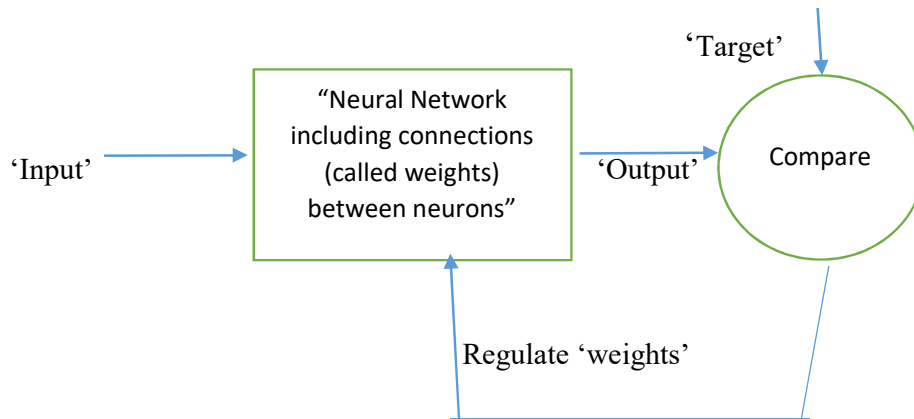 ‘Target’
“Neural Network
including connections
(called weights)
between neurons”
‘Input’
‘Output’
Compare
Regulate ‘weights’